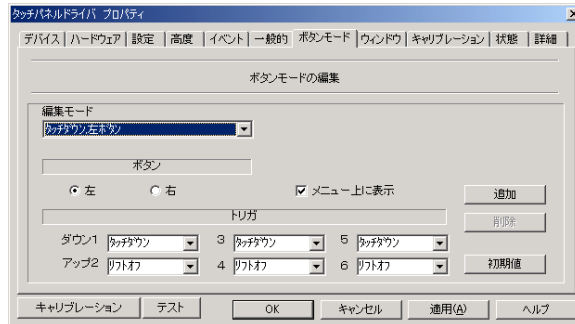 タッチパネルドライバ プロパティ
デバイス ハードウェア 設定 高度 イベント 一般的 ボタンモード ウィンドウ キャリブレーション 状態 詳細
ボタンモードの編集
編集モード
タッチダウン,左ボタン
ボタン
左 右 メニュー上に表示 追加
トリガ
削除
ダウン1 タッチダウン 3 タッチダウン 5 タッチダウン
アップ2 リフトオフ 4 リフトオフ 6 リフトオフ 初期値
キャリブレーション テスト OK キャンセル 適用(A) ヘルプ